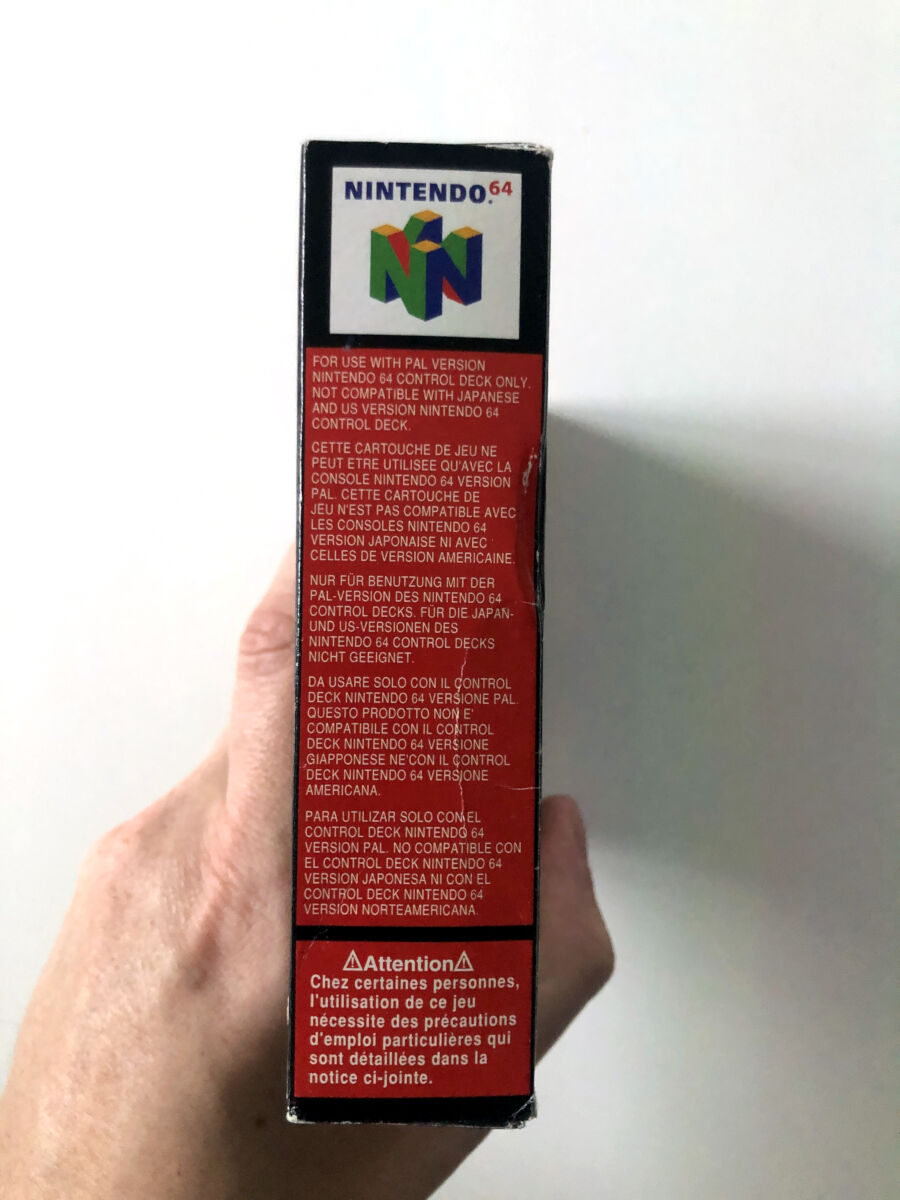 NINTENDO.64
FOR USE WITH PAL VERSION
NINTENDO 64 CONTROL DECK ONLY.
NOT COMPATIBLE WITH JAPANESE
AND US VERSION NINTENDO 64
CONTROL DECK.
CETTE CARTOUCHE DE JEU NE
PEUT ETRE UTILISEE QU'AVEC LA
CONSOLE NINTENDO 64 VERSION
PAL. CETTE CARTOUCHE DE
JEU N'EST PAS COMPATIBLE AVEC
LES CONSOLES NINTENDO 64
VERSION JAPONAISE NI AVEC
CELLES DE VERSION AMERICAINE.
NUR FÜR BENUTZUNG MIT DER
PAL-VERSION DES NINTENDO 64
CONTROL DECKS. FÜR DIE JAPAN-
UND US-VERSIONEN DES
NINTENDO 64 CONTROL DECKS
NICHT GEEIGNET.
DA USARE SOLO CON IL CONTROL
DECK NINTENDO 64 VERSIONE PAL.
QUESTO PRODOTTO NON E'
COMPATIBILE CON IL CONTROL
DECK NINTENDO 64 VERSIONE
GIAPPONESE NE'CON IL CONTROL
DECK NINTENDO 64 VERSIONE
AMERICANA.
PARA UTILIZAR SOLO CON EL
CONTROL DECK NINTENDO 64
VERSION PAL. NO COMPATIBLE CON
EL CONTROL DECK NINTENDO 64
VERSION JAPONESA NI CON EL
CONTROL DECK NINTENDO 64
VERSIÓN NORTEAMERICANA.
⚠Attention⚠
Chez certaines personnes,
l'utilisation de ce jeu
nécessite des précautions
d'emploi particulières qui
sont détaillées dans la
notice ci-jointe.